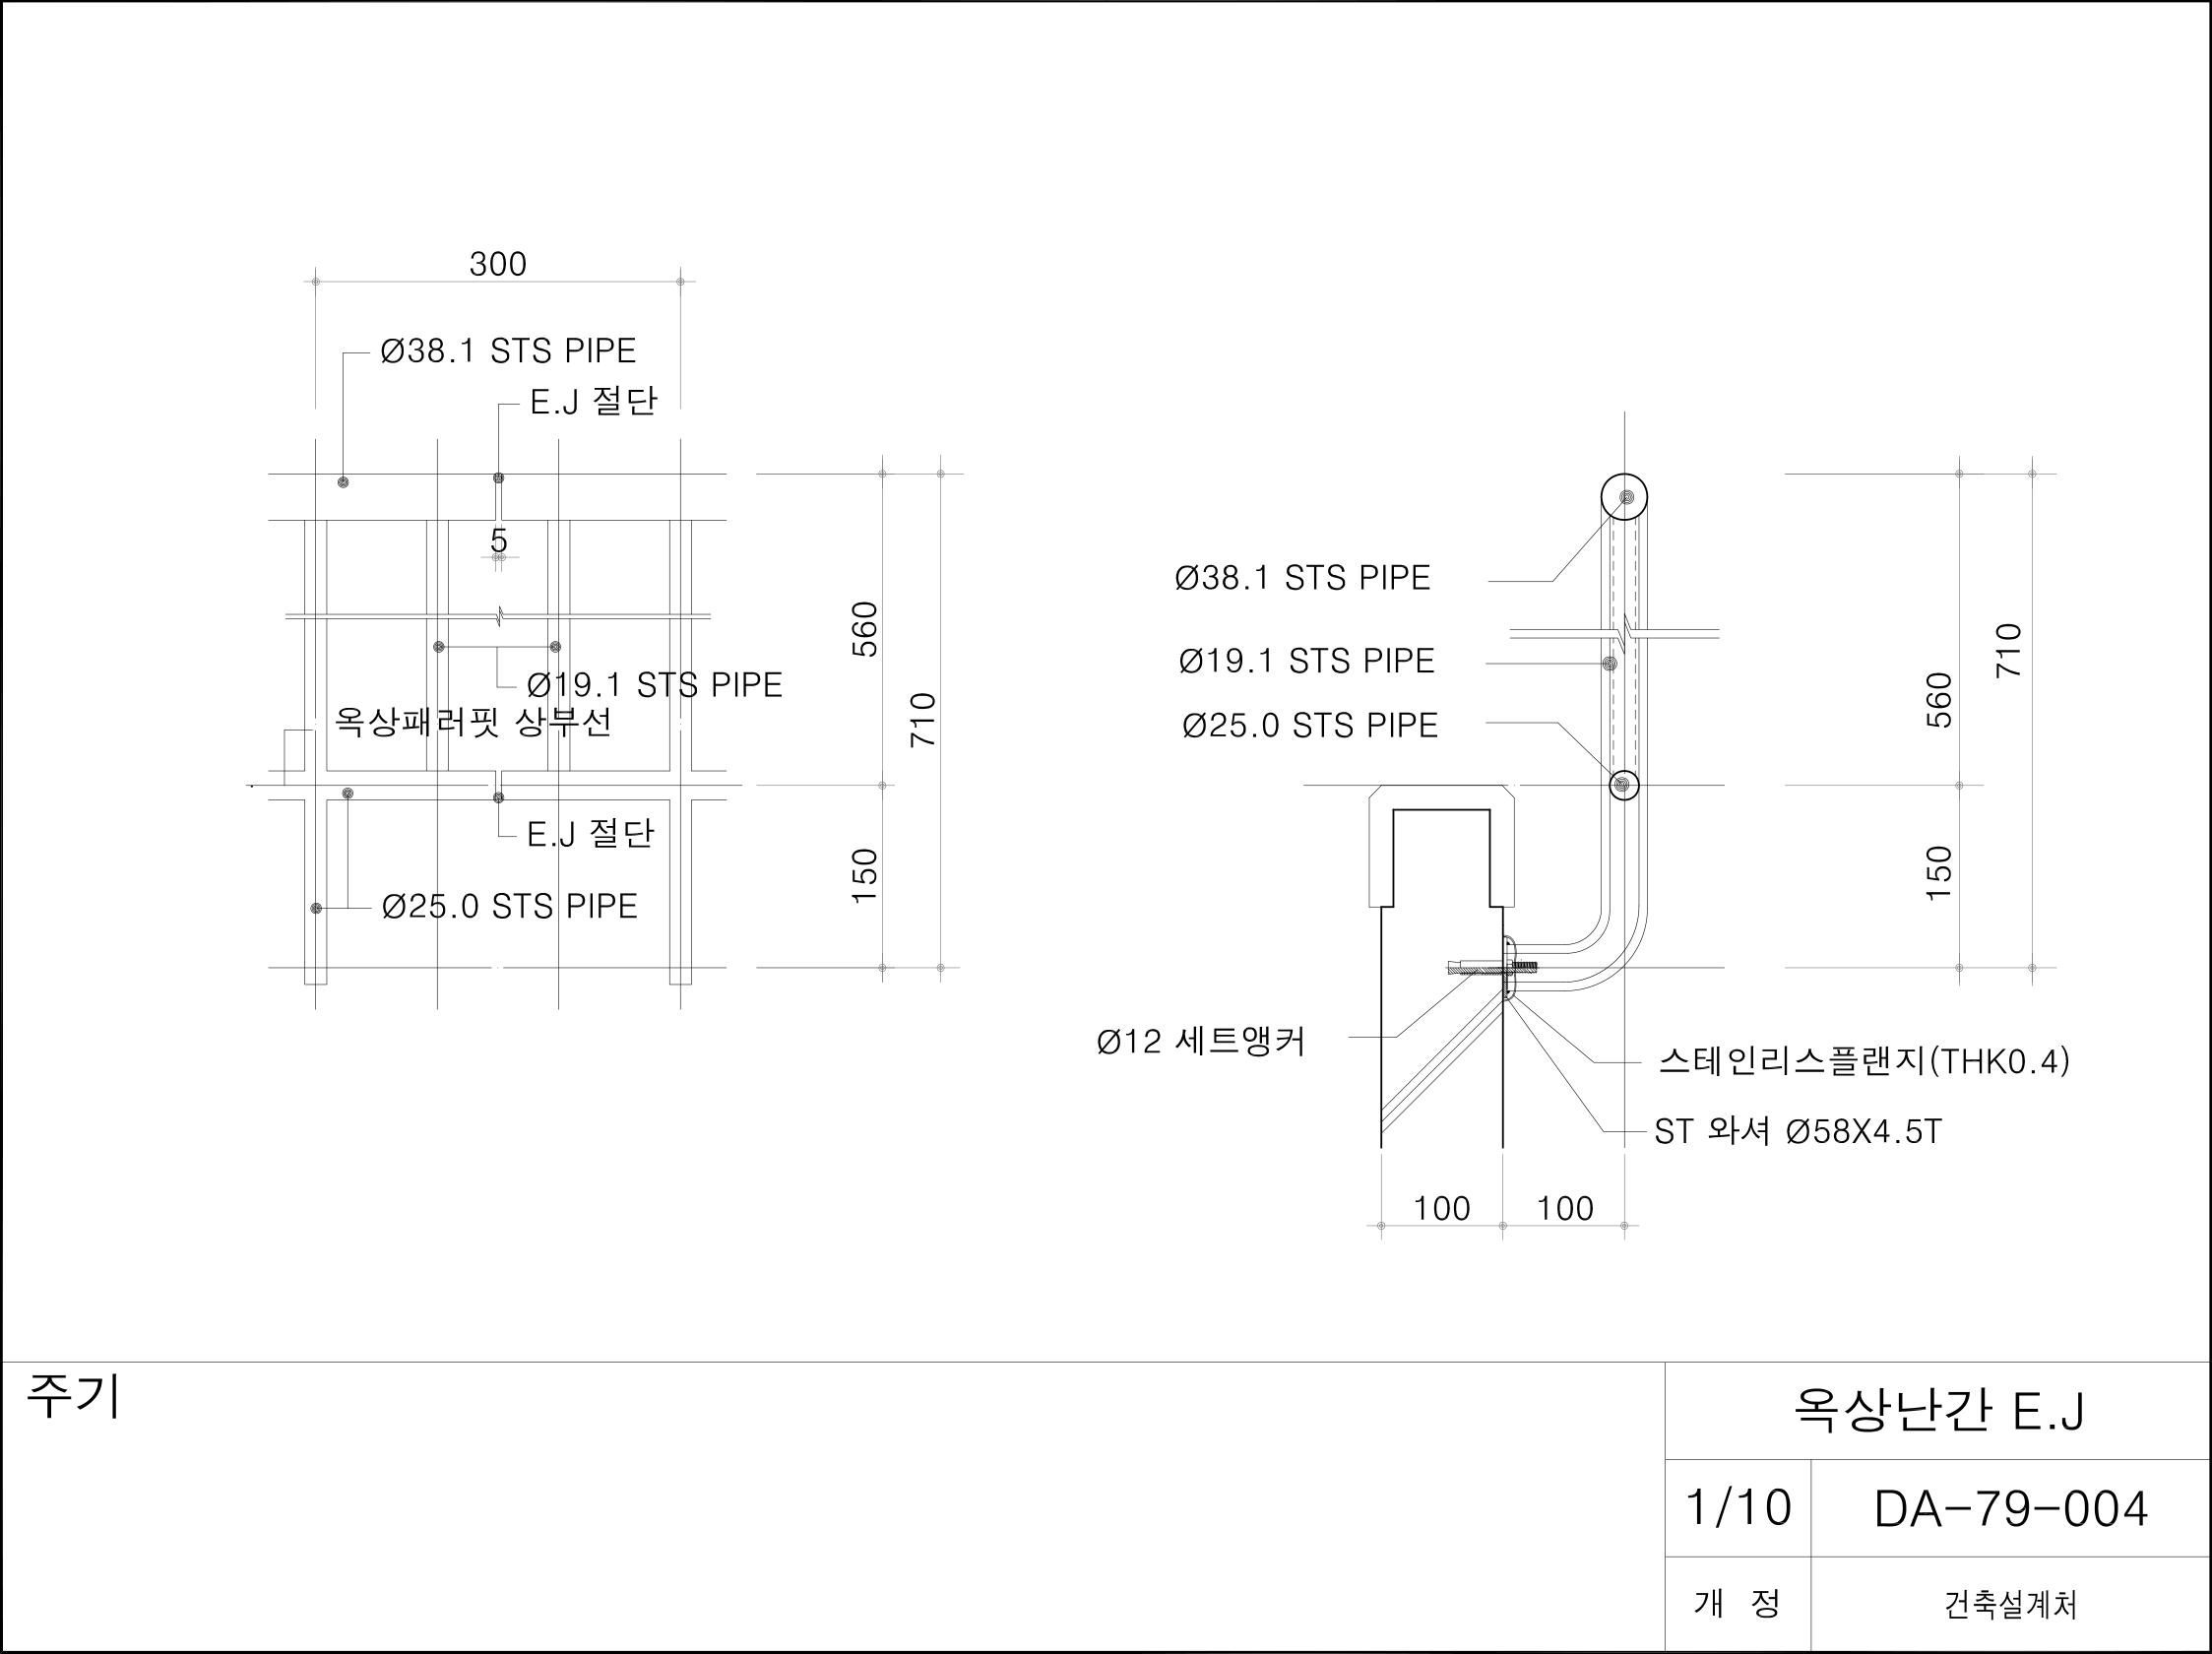 300
Ø38.1 STS PIPE
E.J 절단
5
560
710
Ø19.1 STS PIPE
옥상패러핏 상부선
E.J 절단
150
Ø25.0 STS PIPE
Ø38.1 STS PIPE
Ø19.1 STS PIPE
Ø25.0 STS PIPE
710
560
150
Ø12 세트앵커
스테인리스플랜지(THK0.4)
ST 와셔 Ø58X4.5T
100 100
주기
옥상난간 E.J
1/10 DA-79-004
개 정 건축설계처